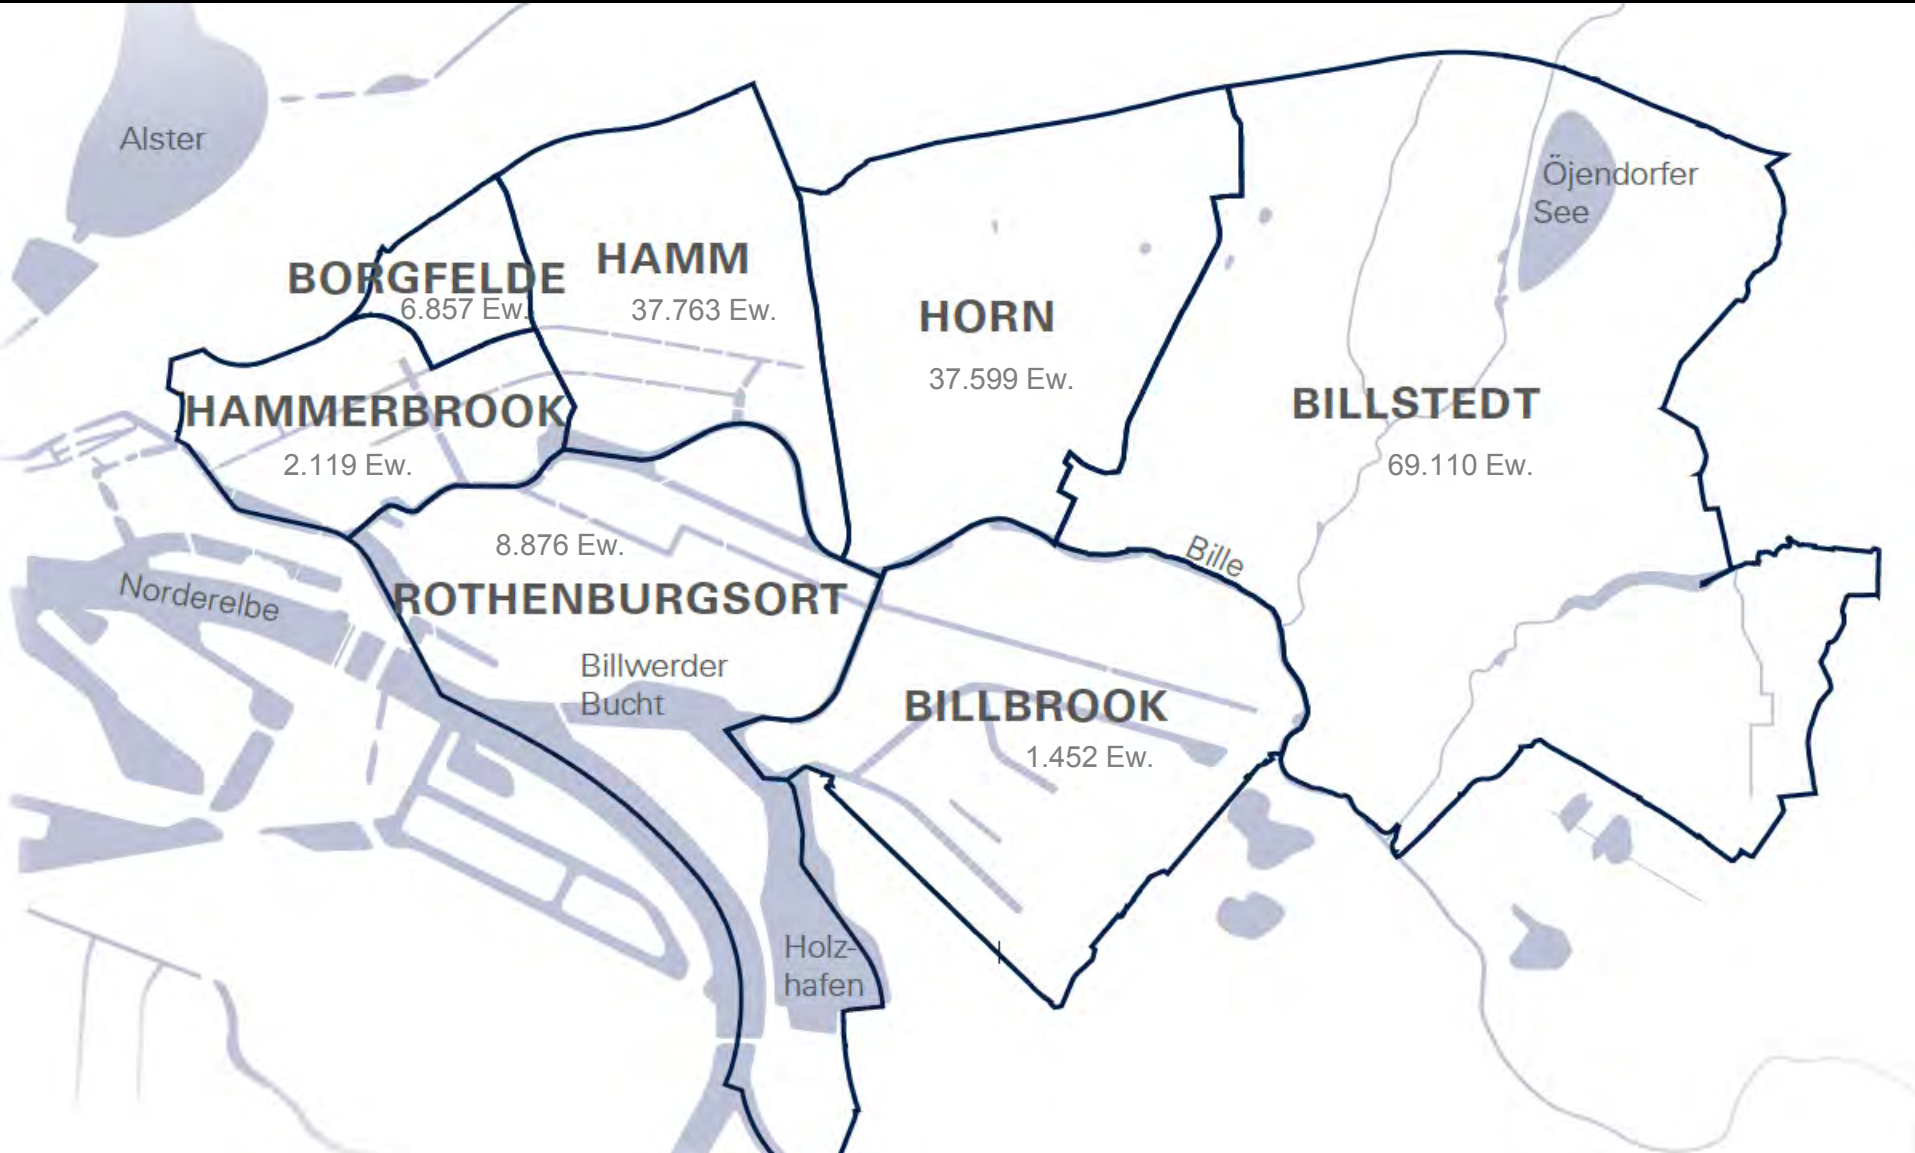 Alster
Öjendorfer
See
BORGFELDE
6.857 Ew.
HAMM
37.763 Ew.
HORN
37.599 Ew.
BILLSTEDT
69.110 Ew.
HAMMERBROOK
2.119 Ew.
8.876 Ew.
ROTHENBURGSORT
Bille
Norderelbe
Billwerder
Bucht
BILLBROOK
1.452 Ew.
Holz-
hafen